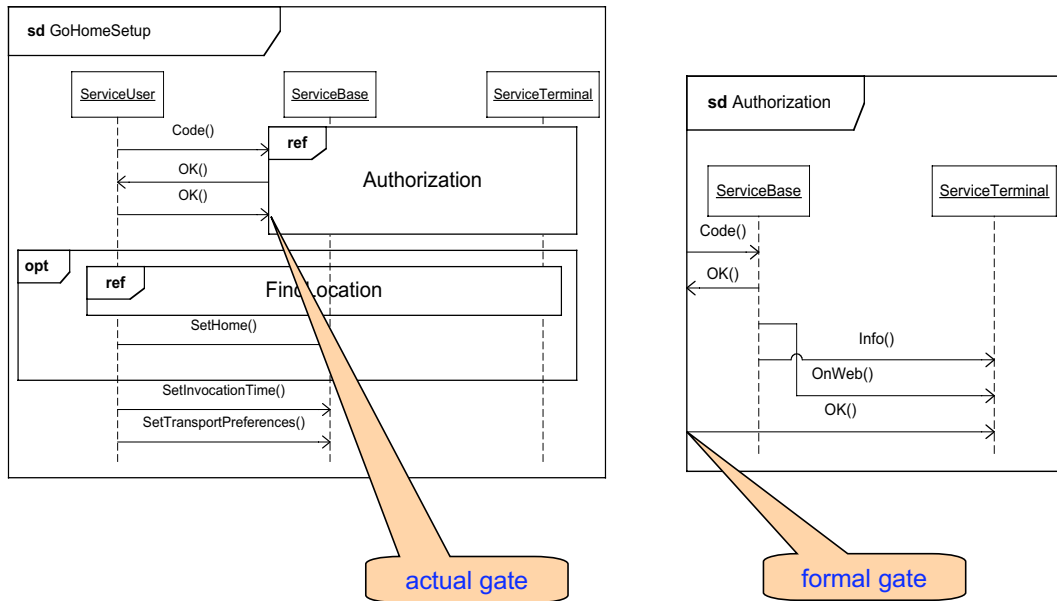 sd GoHomeSetup
ServiceUser
ServiceBase
ServiceTerminal
Code()
ref
OK()
Authorization
OK()
opt
ref
FindLocation
SetHome()
SetInvocationTime()
SetTransportPreferences()
actual gate
sd Authorization
ServiceBase
ServiceTerminal
Code()
OK()
Info()
OnWeb()
OK()
formal gate